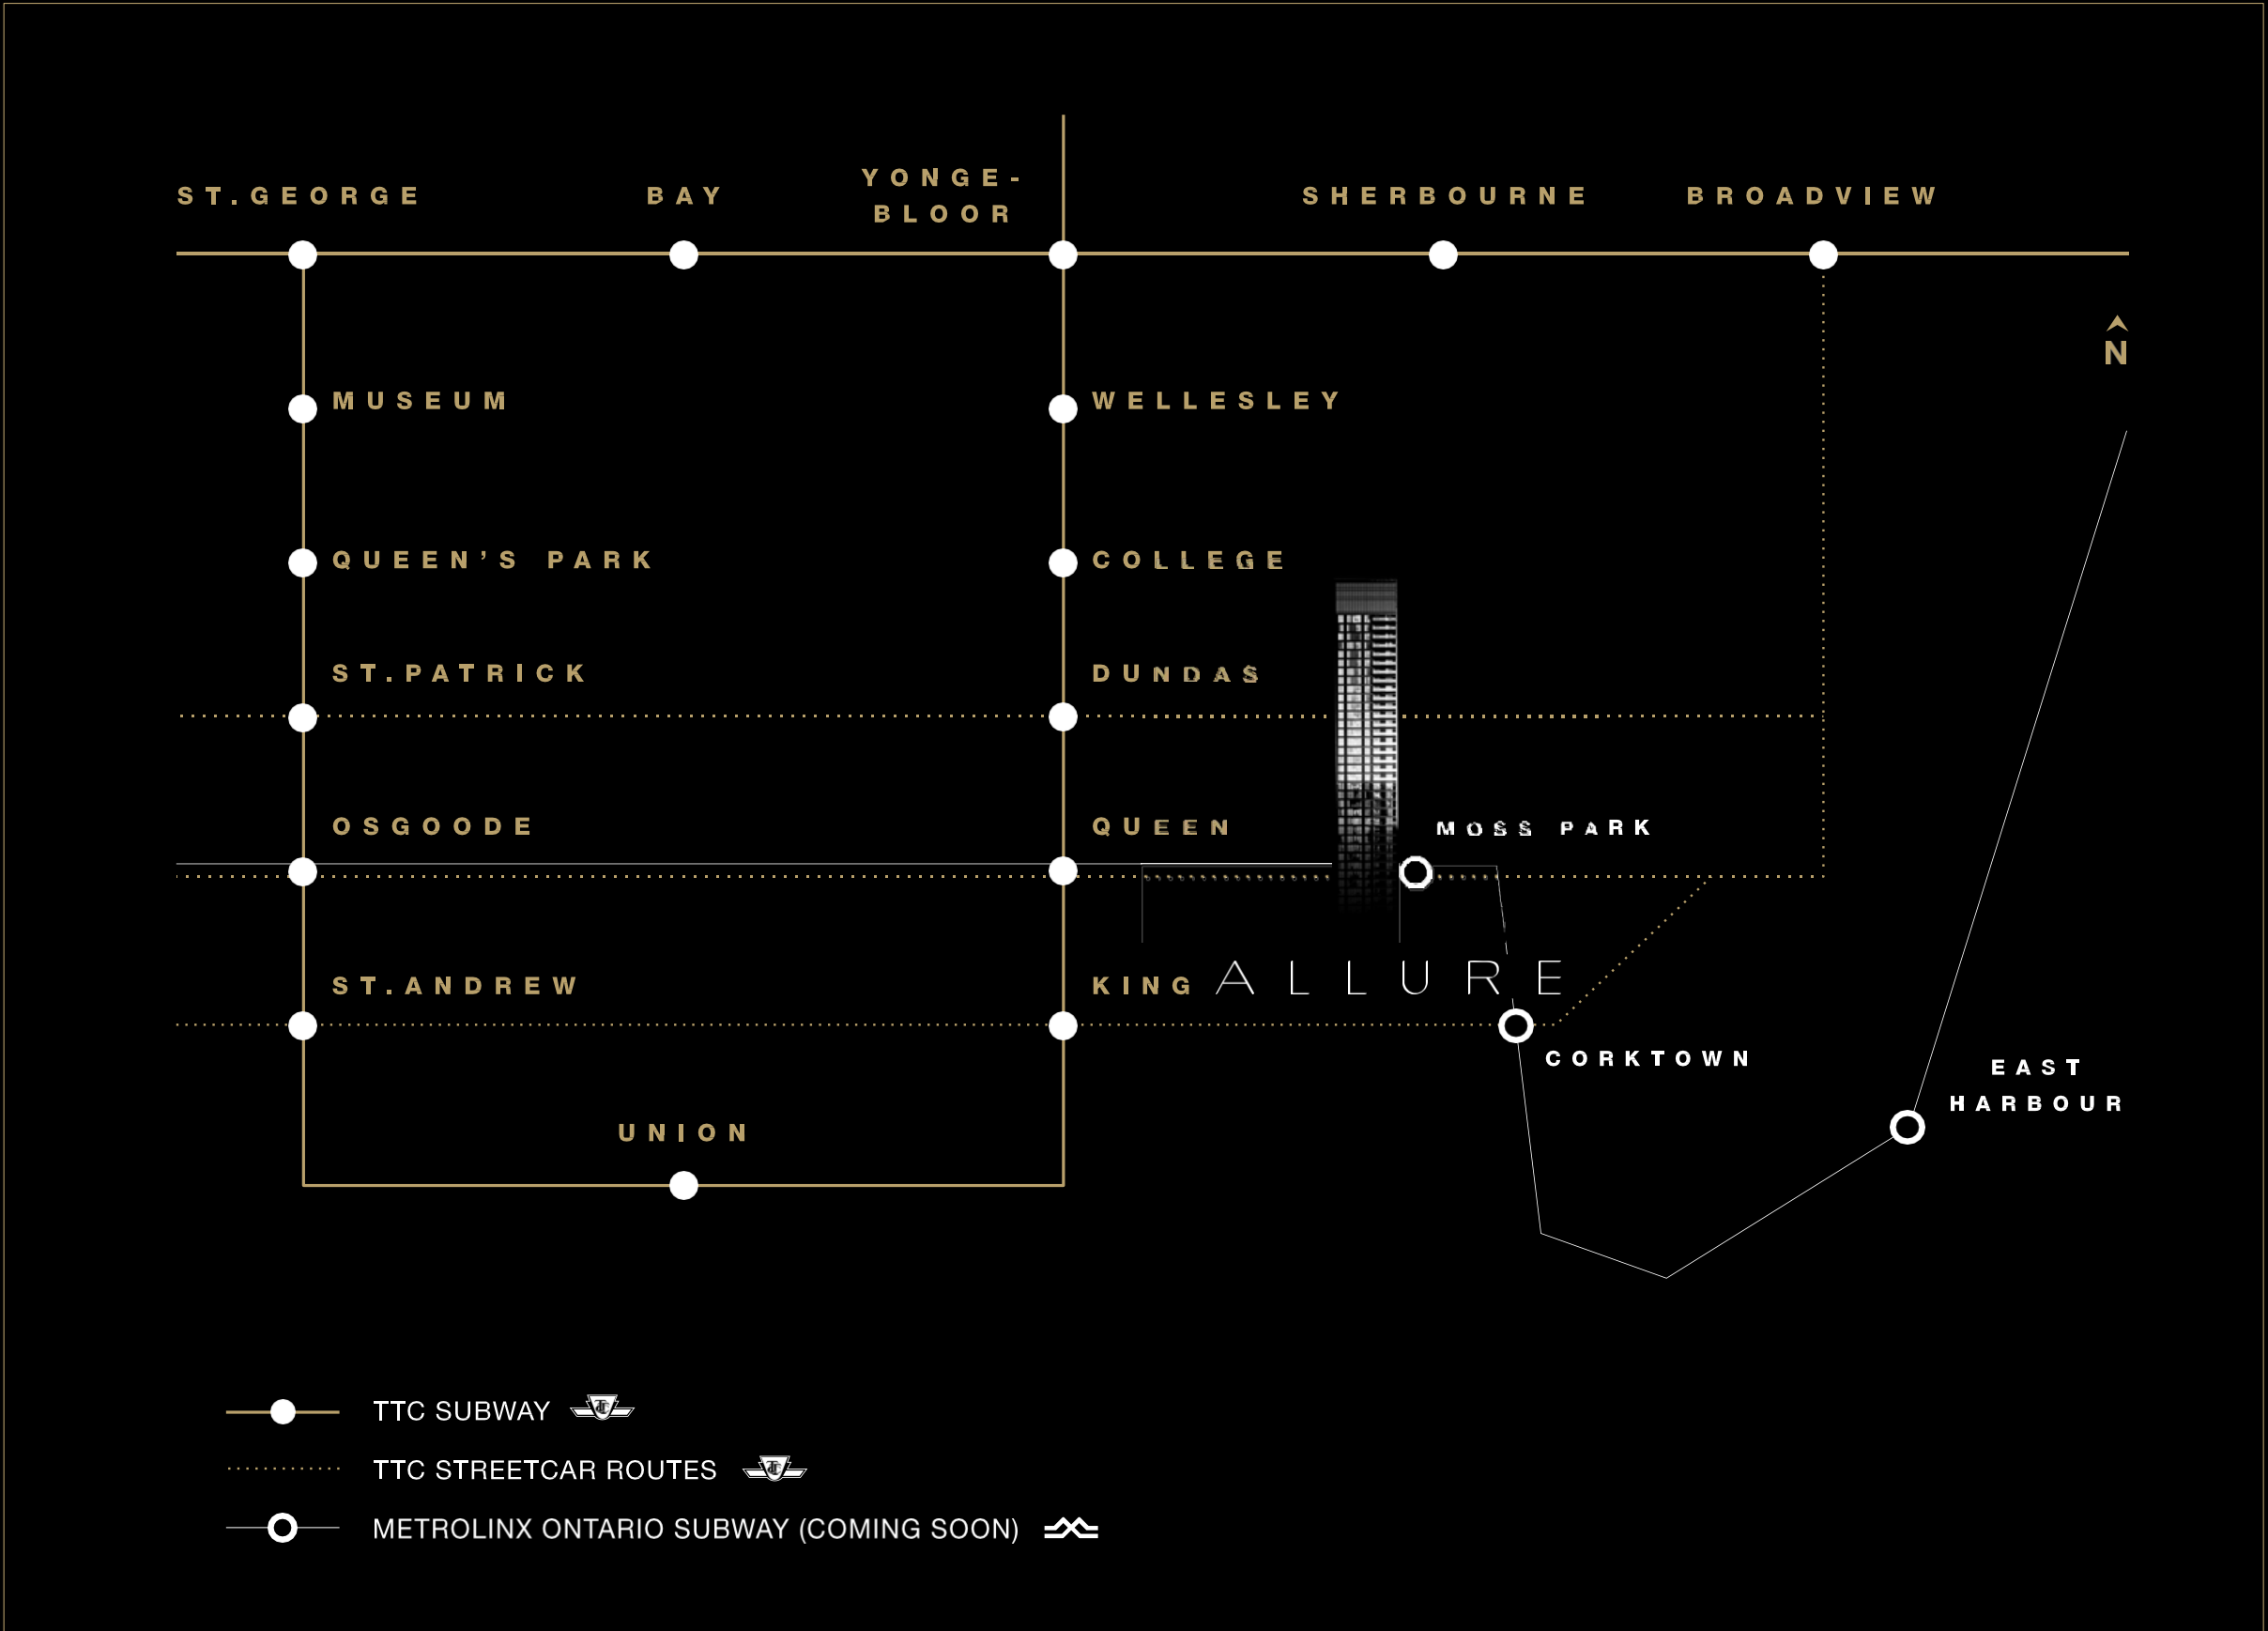 ST.GEORGE
BAY
YONGE-
BLOOR
SHERBOURNE
BROADVIEW
N
MUSEUM
WELLESLEY
QUEEN’S PARK
COLLEGE
ST.PATRICK
DUNDAS
OSGOODE
QUEEN
MOSS PARK
ST.ANDREW
KING
ALLURE
CORKTOWN
EAST
HARBOUR
UNION
TTC SUBWAY
TTC STREETCAR ROUTES
METROLINX ONTARIO SUBWAY (COMING SOON)